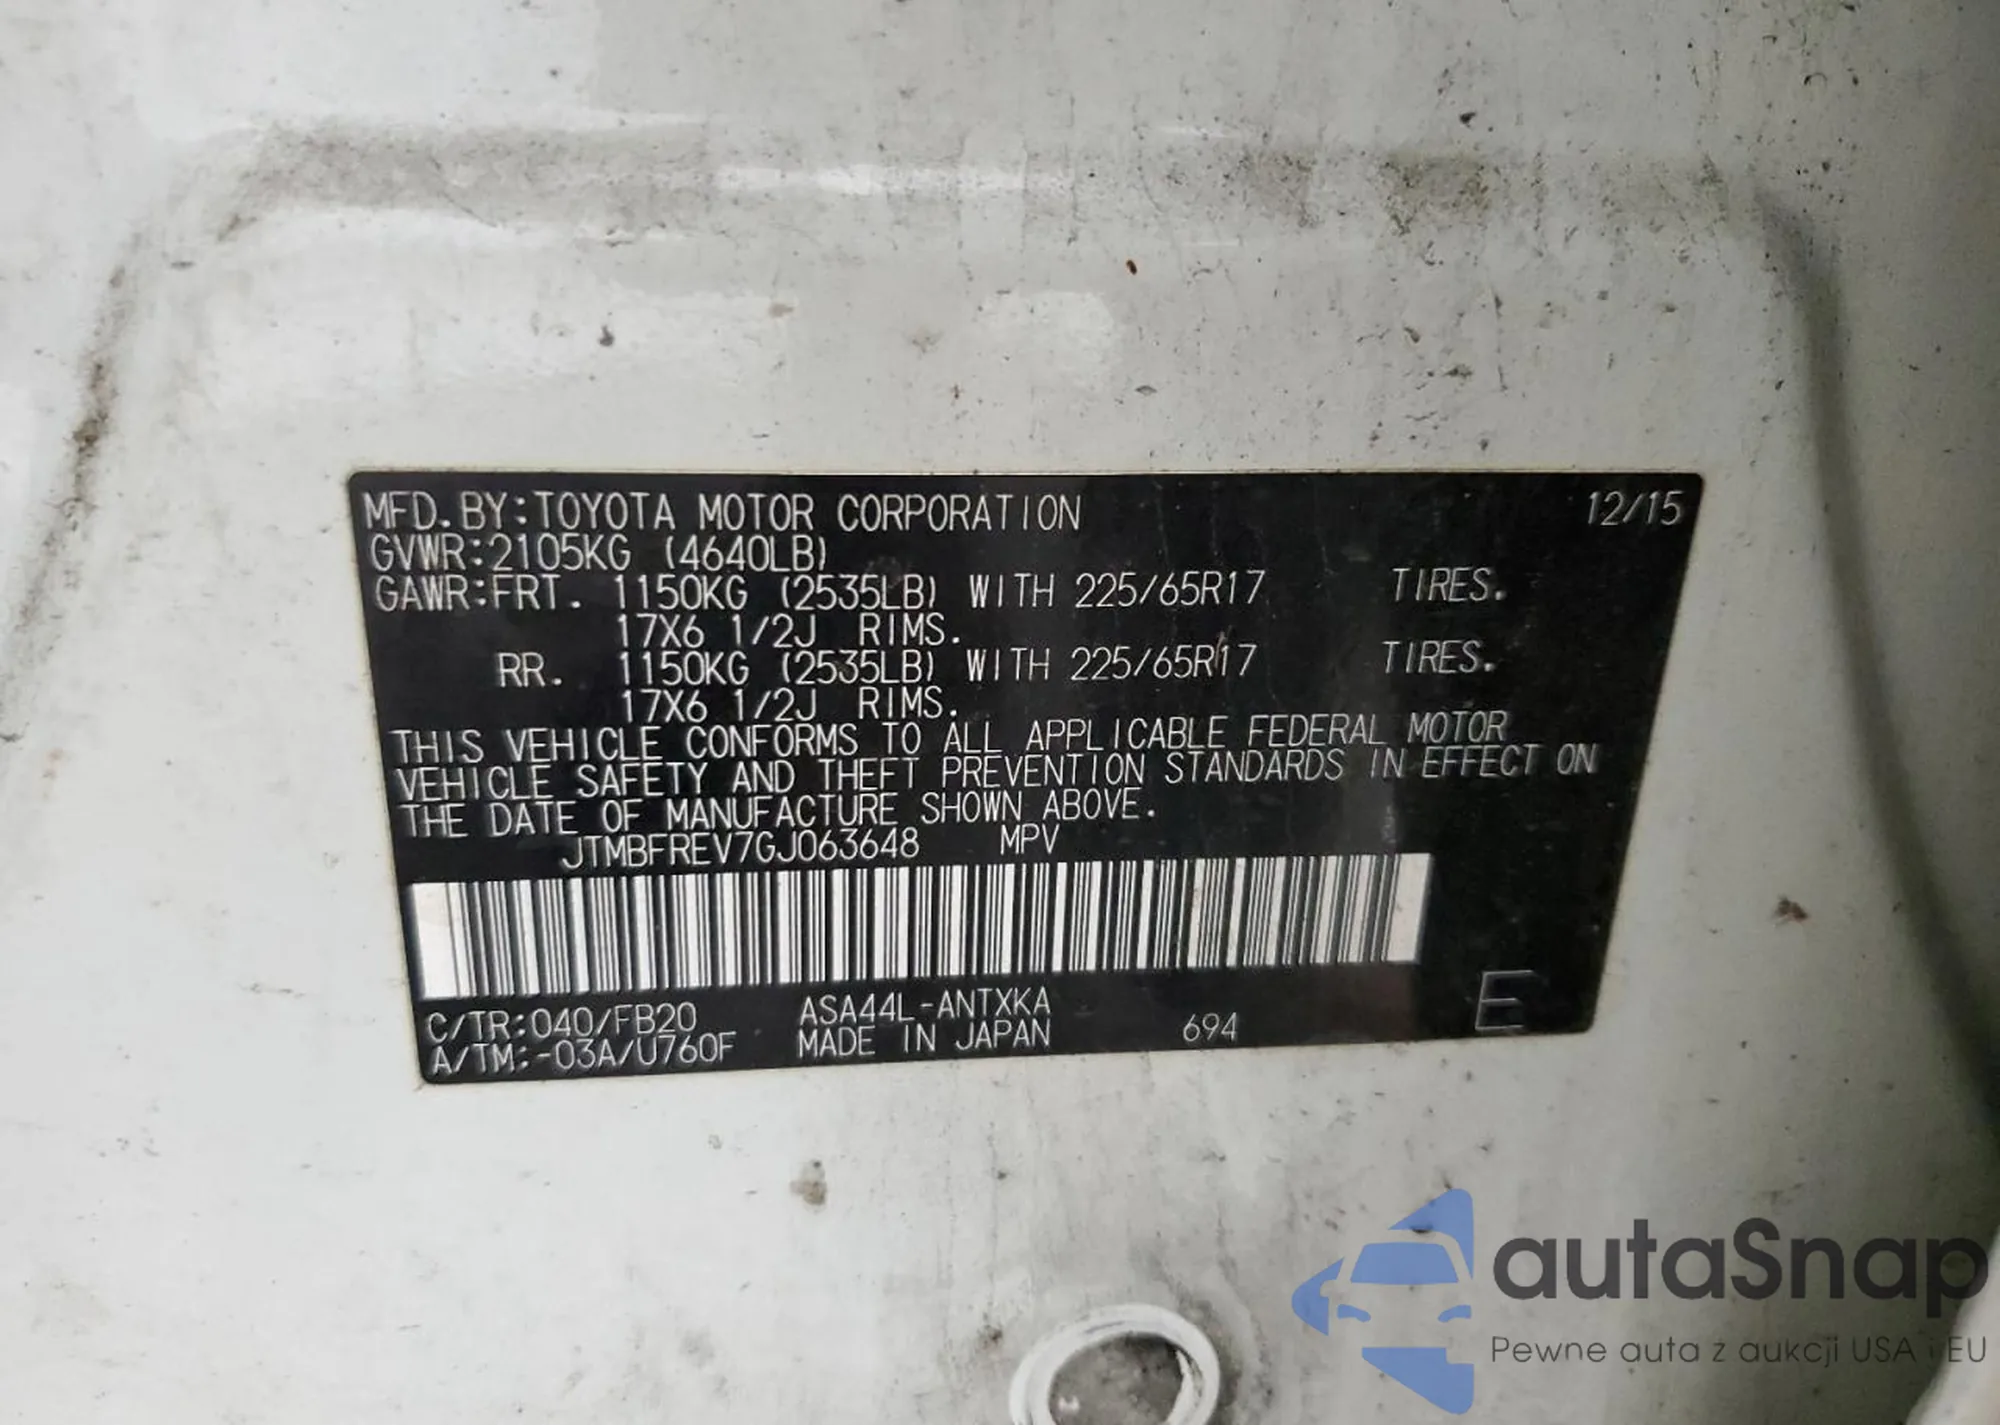 MFD. BY: TOYOTA MOTOR CORPORATION 12/15
GVWR: 2105KG (4640LB)
GAWR: FRT. 1150KG (2535LB) WITH 225/65R17 TIRES.
17X6 1/2J RIMS.
RR. 1150KG (2535LB) WITH 225/65R17 TIRES.
17X6 1/2J RIMS.
THIS VEHICLE CONFORMS TO ALL APPLICABLE FEDERAL MOTOR
VEHICLE SAFETY AND THEFT PREVENTION STANDARDS IN EFFECT ON
THE DATE OF MANUFACTURE SHOWN ABOVE.
JTMBFREV7GJ063648 MPV
C/TR: 040/FB20 ASA44L-ANTXKA
A/TM: -03A/U760F MADE IN JAPAN 694 E
autaSnap
Pewne auta z aukcji USA i EU